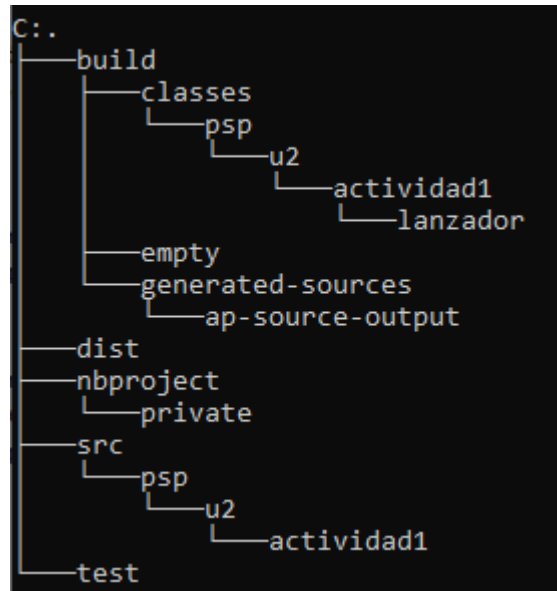 C:.
├───build
│   ├───classes
│   │   └───psp
│   │       └───u2
│   │           └───actividad1
│   │               └───lanzador
│   ├───empty
│   └───generated-sources
│       └───ap-source-output
├───dist
├───nbproject
│   └───private
├───src
│   └───psp
│       └───u2
│           └───actividad1
└───test